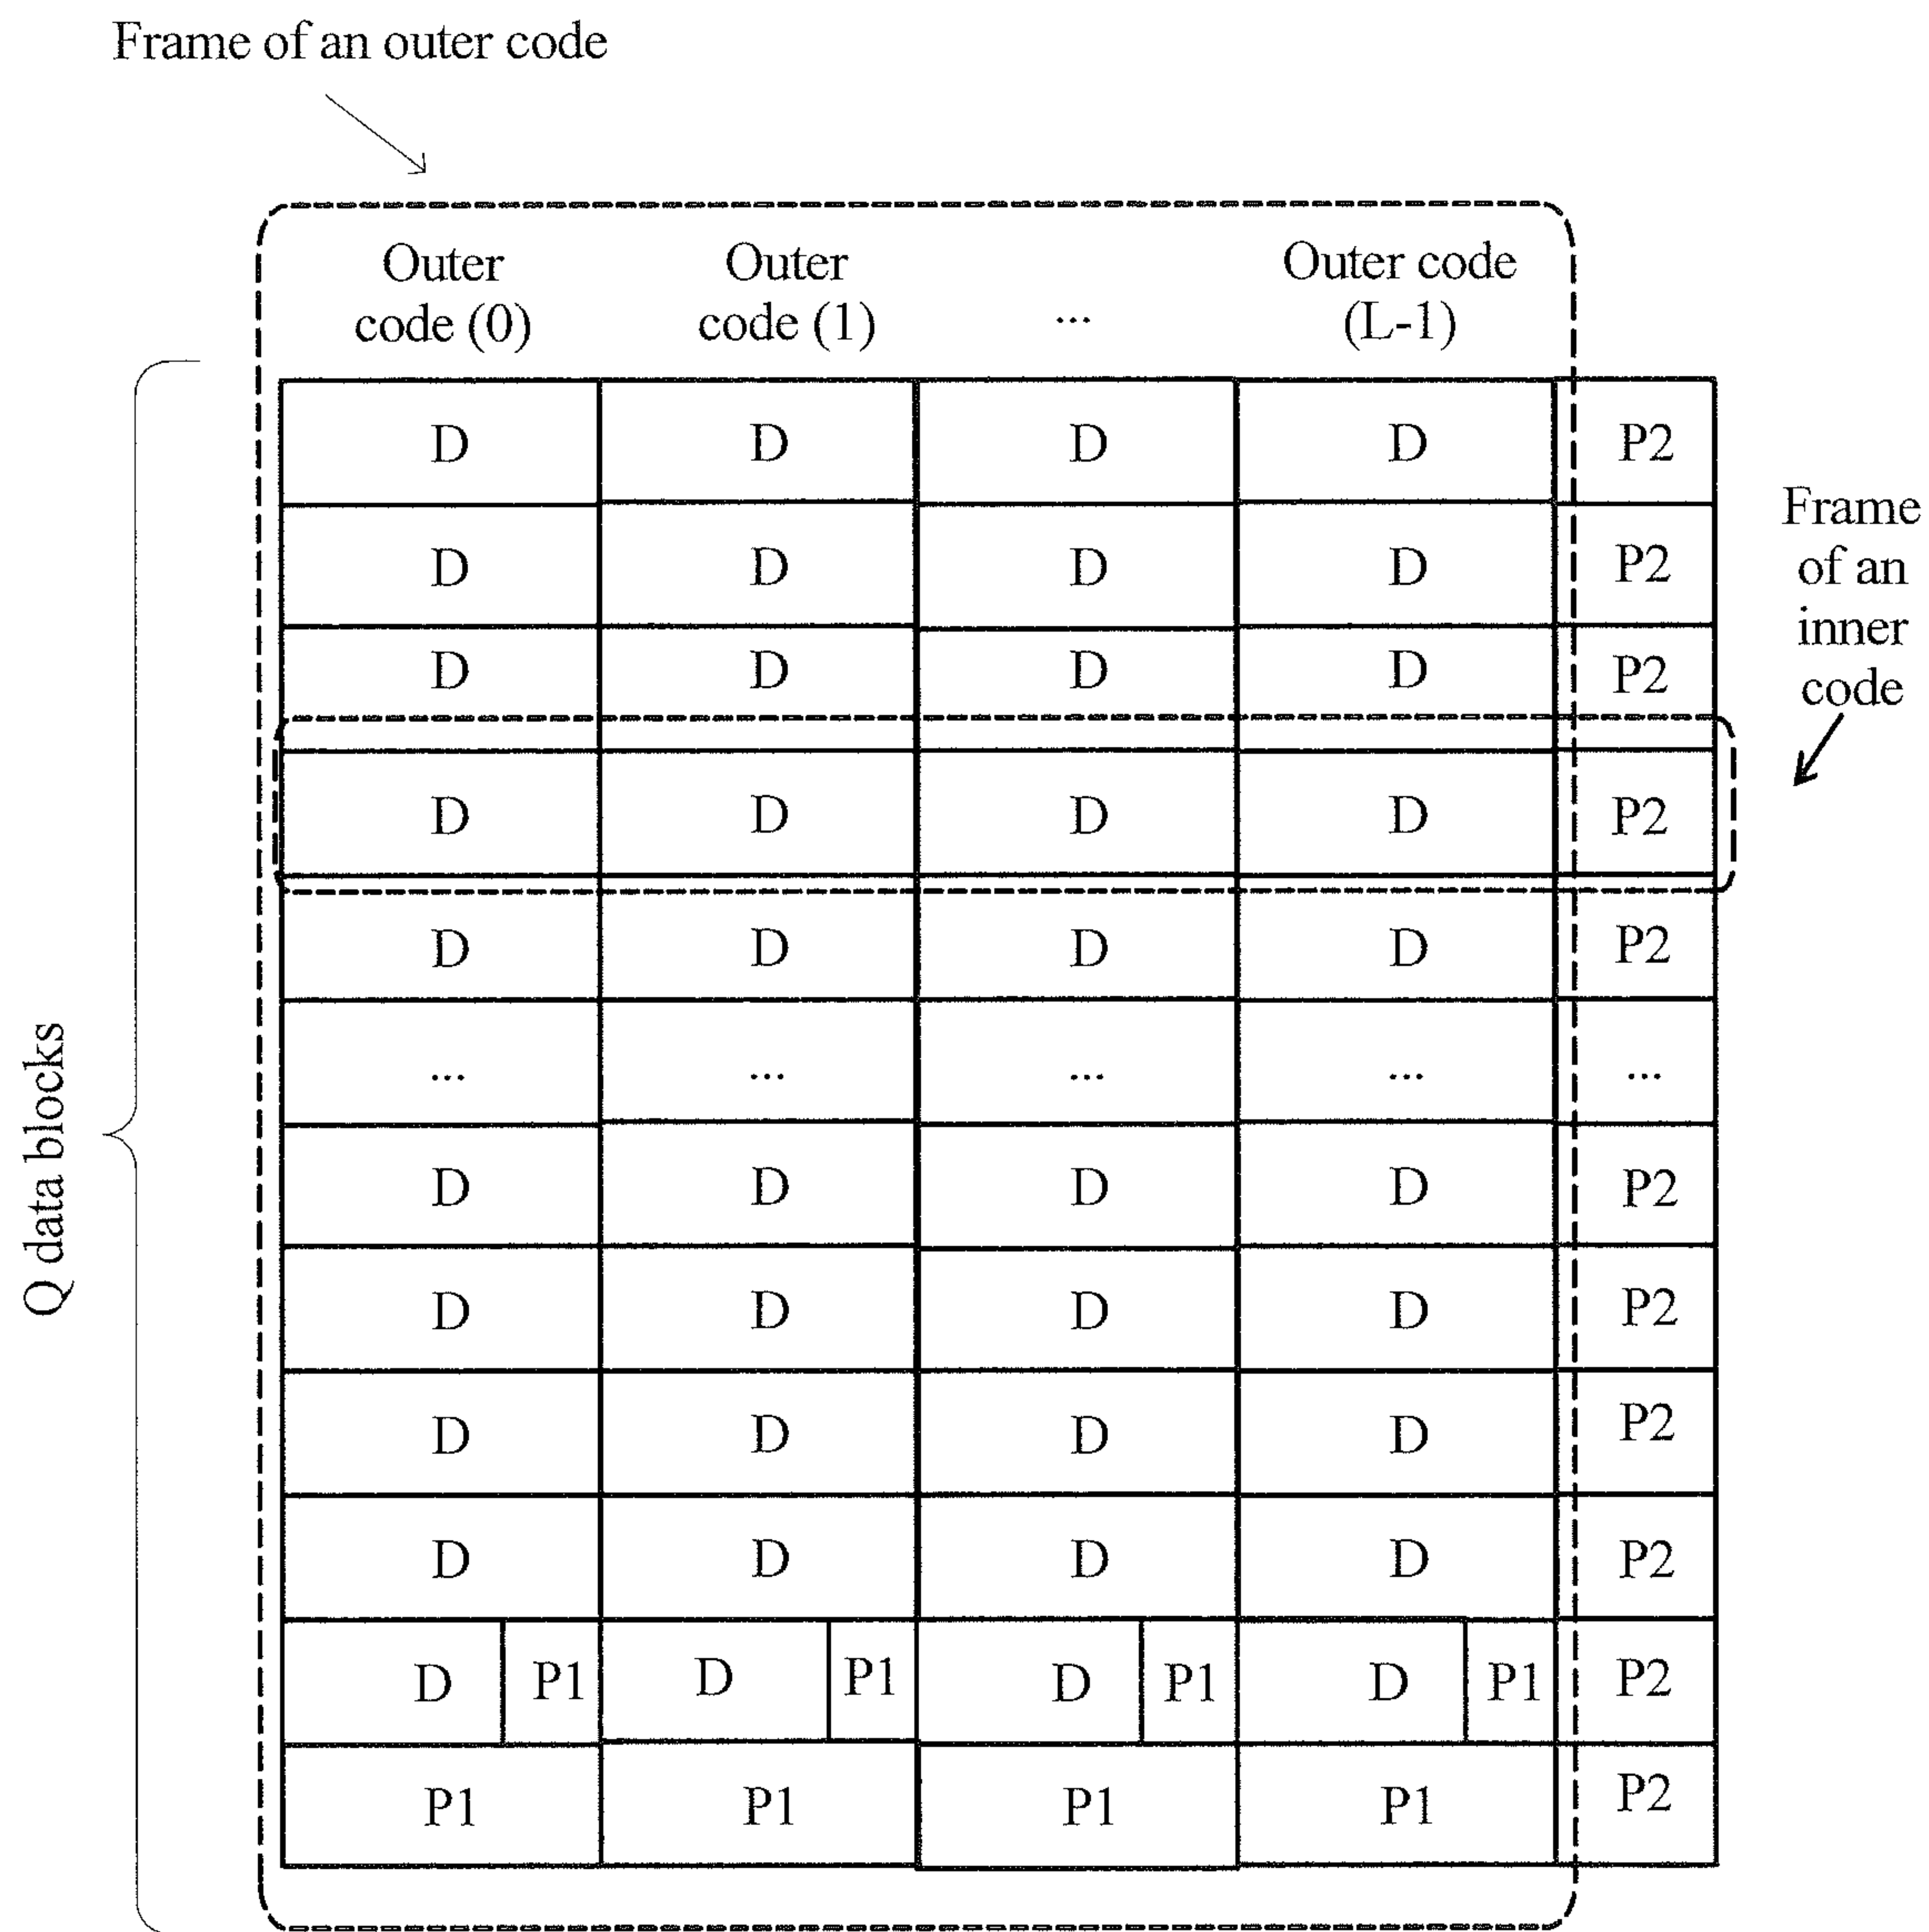 Frame of an outer code
Outer code (0)
Outer code (1)
...
Outer code (L-1)
D D D D P2
D D D D P2
D D D D P2
D D D D P2
D D D D P2
... ... ... ... ...
D D D D P2
D D D D P2
D D D D P2
D D D D P2
D P1 D P1 D P1 D P1 P2
P1 P1 P1 P1 P2
Frame
of an
inner
code
Q data blocks